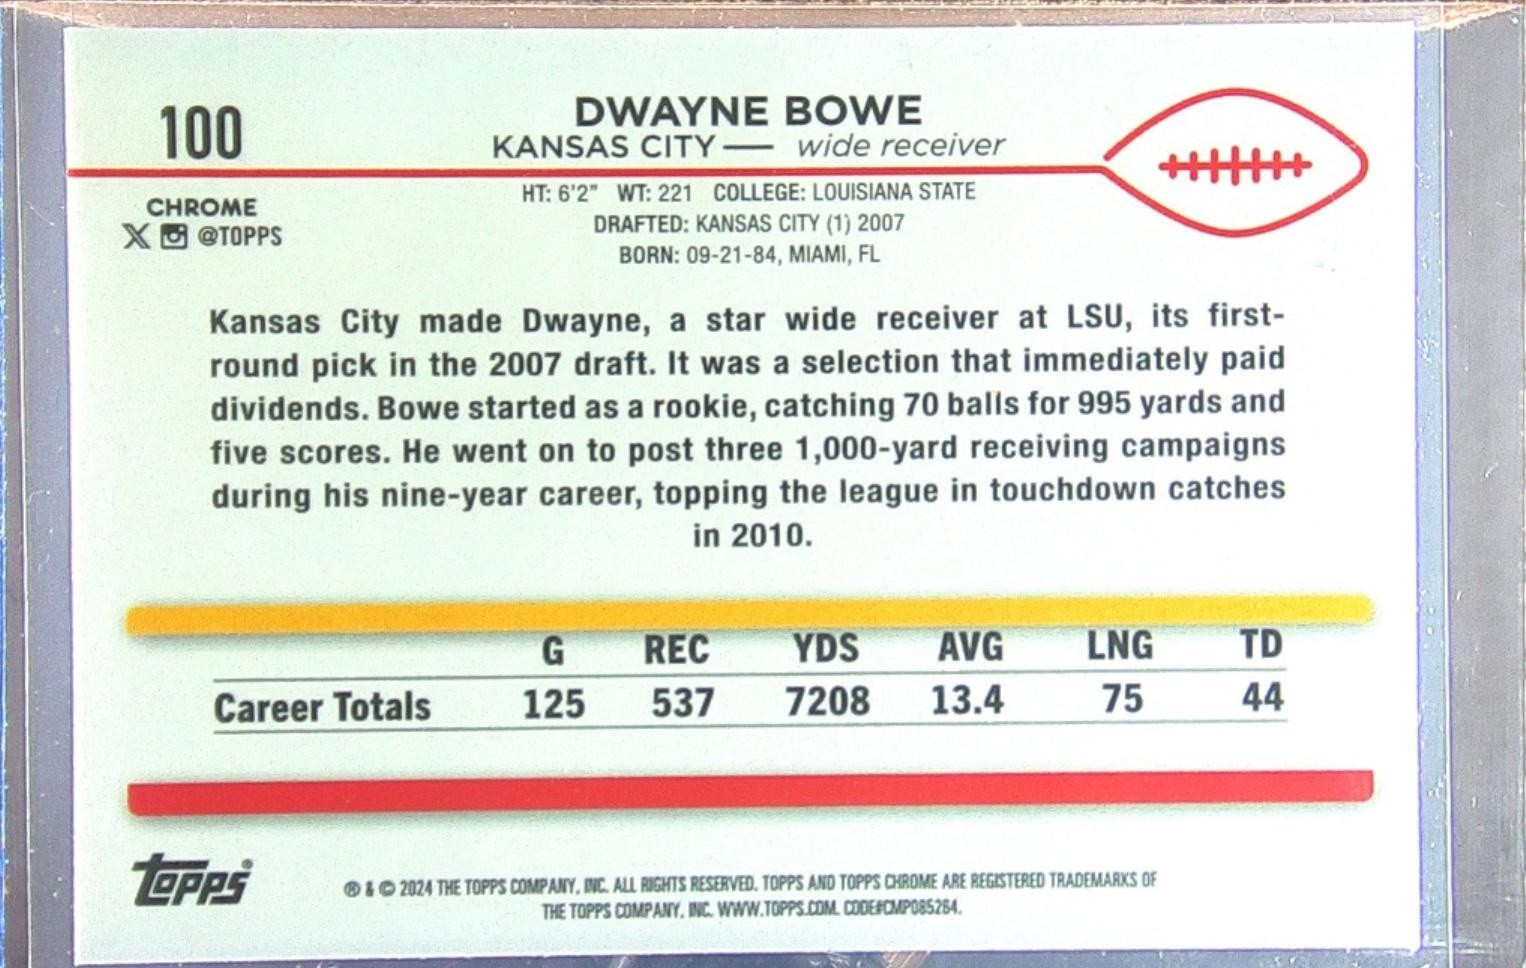 100
DWAYNE BOWE
KANSAS CITY — wide receiver
CHROME
X @TOPPS
HT: 6'2" WT: 221 COLLEGE: LOUISIANA STATE
DRAFTED: KANSAS CITY (1) 2007
BORN: 09-21-84, MIAMI, FL
Kansas City made Dwayne, a star wide receiver at LSU, its first-
round pick in the 2007 draft. It was a selection that immediately paid
dividends. Bowe started as a rookie, catching 70 balls for 995 yards and
five scores. He went on to post three 1,000-yard receiving campaigns
during his nine-year career, topping the league in touchdown catches
in 2010.
G REC YDS AVG LNG TD
Career Totals 125 537 7208 13.4 75 44
Topps®
® & © 2024 THE TOPPS COMPANY, INC. ALL RIGHTS RESERVED. TOPPS AND TOPPS CHROME ARE REGISTERED TRADEMARKS OF
THE TOPPS COMPANY, INC. WWW.TOPPS.COM. CODE#CMP085264.